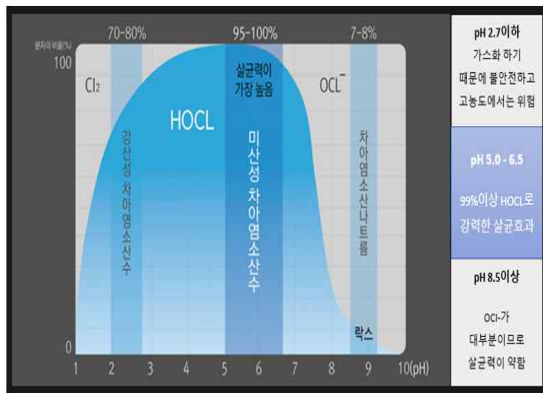 70-80%
95-100%
7-8%
분자의 비율(%)
100
Cl₂
HOCL
살균력이
가장 높음
OCL⁻
강산성 차아염소산수
미산성 차아염소산수
차아염소산나트륨
락스
0
1 2 3 4 5 6 7 8 9 10(pH)
pH 2.7이하
가스화 하기
때문에 불안전하고
고농도에서는 위험
pH 5.0 - 6.5
99%이상 HOCL로
강력한 살균효과
pH 8.5이상
OCl-가
대부분이므로
살균력이 약함